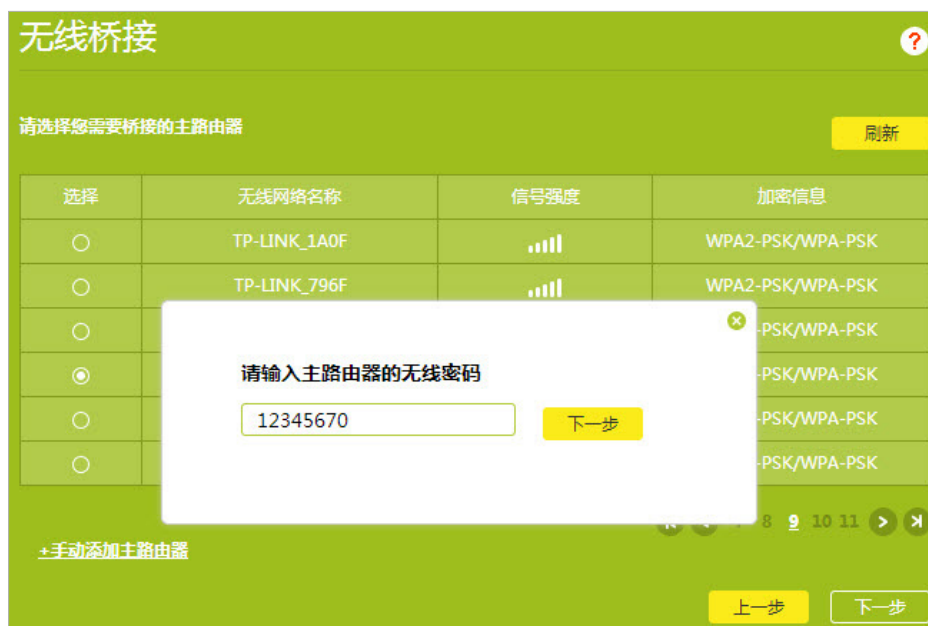 无线桥接
?
请选择您需要桥接的主路由器
刷新
选择 无线网络名称 信号强度 加密信息
TP-LINK_1A0F WPA2-PSK/WPA-PSK
TP-LINK_796F WPA2-PSK/WPA-PSK
-PSK/WPA-PSK
请输入主路由器的无线密码 -PSK/WPA-PSK
12345670 下一步 -PSK/WPA-PSK
-PSK/WPA-PSK
8 9 10 11
+手动添加主路由器
上一步 下一步